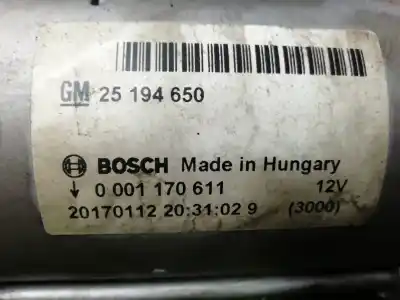 GM 25 194 650
BOSCH Made in Hungary
0 001 170 611 12V
20170112 20:31:02 9 (3000)